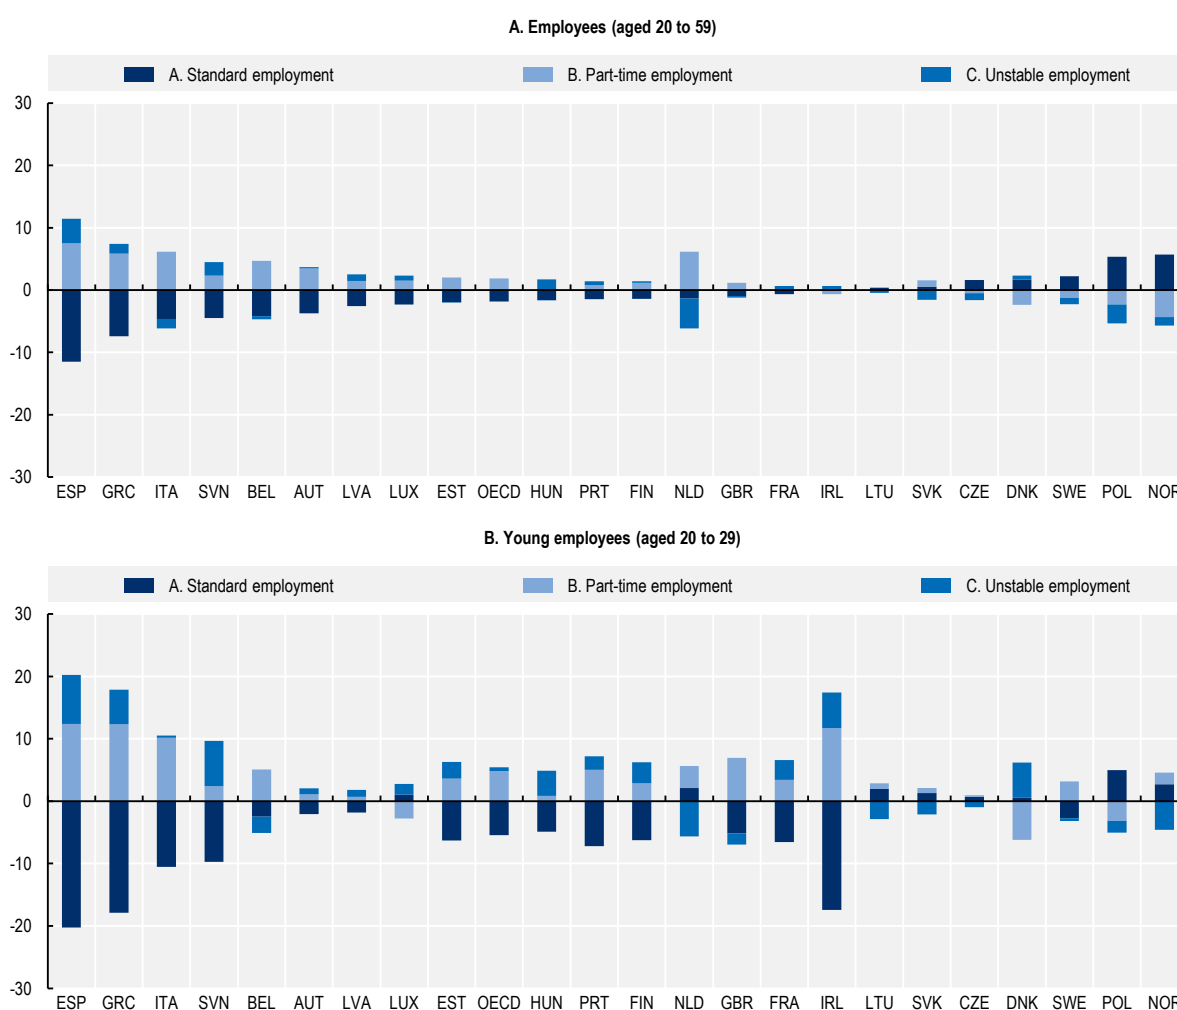 A. Employees (aged 20 to 59)
A. Standard employment B. Part-time employment C. Unstable employment
30
20
10
0
-10
-20
-30
ESP GRC ITA SVN BEL AUT LVA LUX EST OECD HUN PRT FIN NLD GBR FRA IRL LTU SVK CZE DNK SWE POL NOR
B. Young employees (aged 20 to 29)
A. Standard employment B. Part-time employment C. Unstable employment
30
20
10
0
-10
-20
-30
ESP GRC ITA SVN BEL AUT LVA LUX EST OECD HUN PRT FIN NLD GBR FRA IRL LTU SVK CZE DNK SWE POL NOR